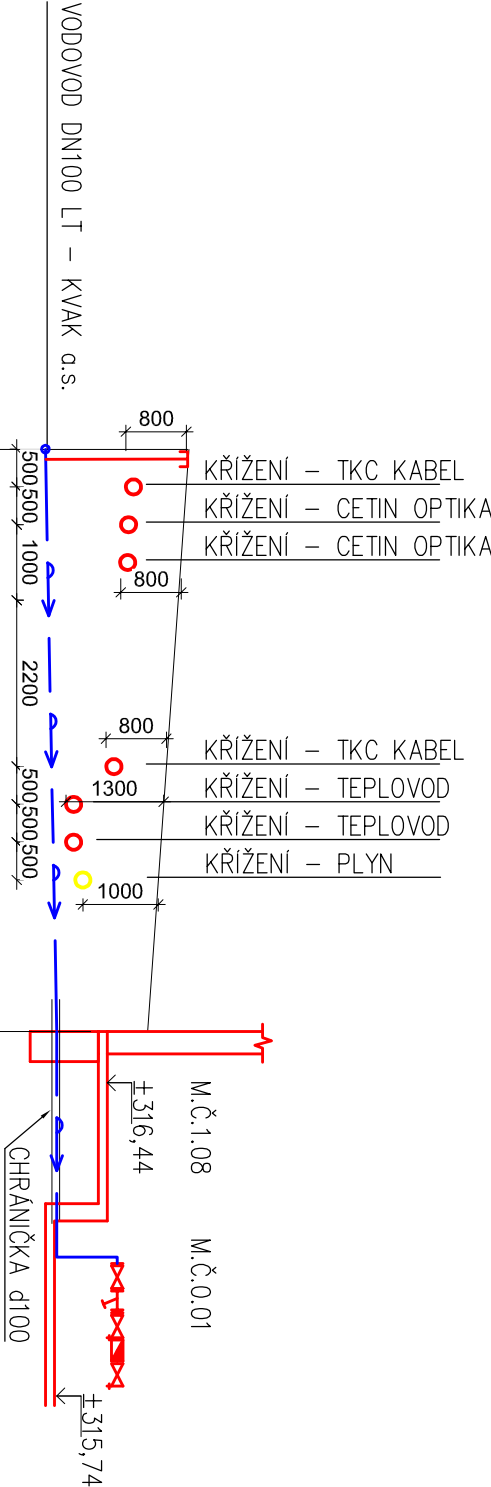 VODOVOD DN100 LT - KVAK a.s.
800
KŘÍŽENÍ - TKC KABEL
KŘÍŽENÍ - CETIN OPTIKA
KŘÍŽENÍ - CETIN OPTIKA
800
500
500
1000
2200
800
KŘÍŽENÍ - TKC KABEL
1300
KŘÍŽENÍ - TEPLOVOD
KŘÍŽENÍ - TEPLOVOD
KŘÍŽENÍ - PLYN
1000
500
500
500
M.Č.1.08
M.Č.0.01
±316,44
±315,74
CHRÁNIČKA d100